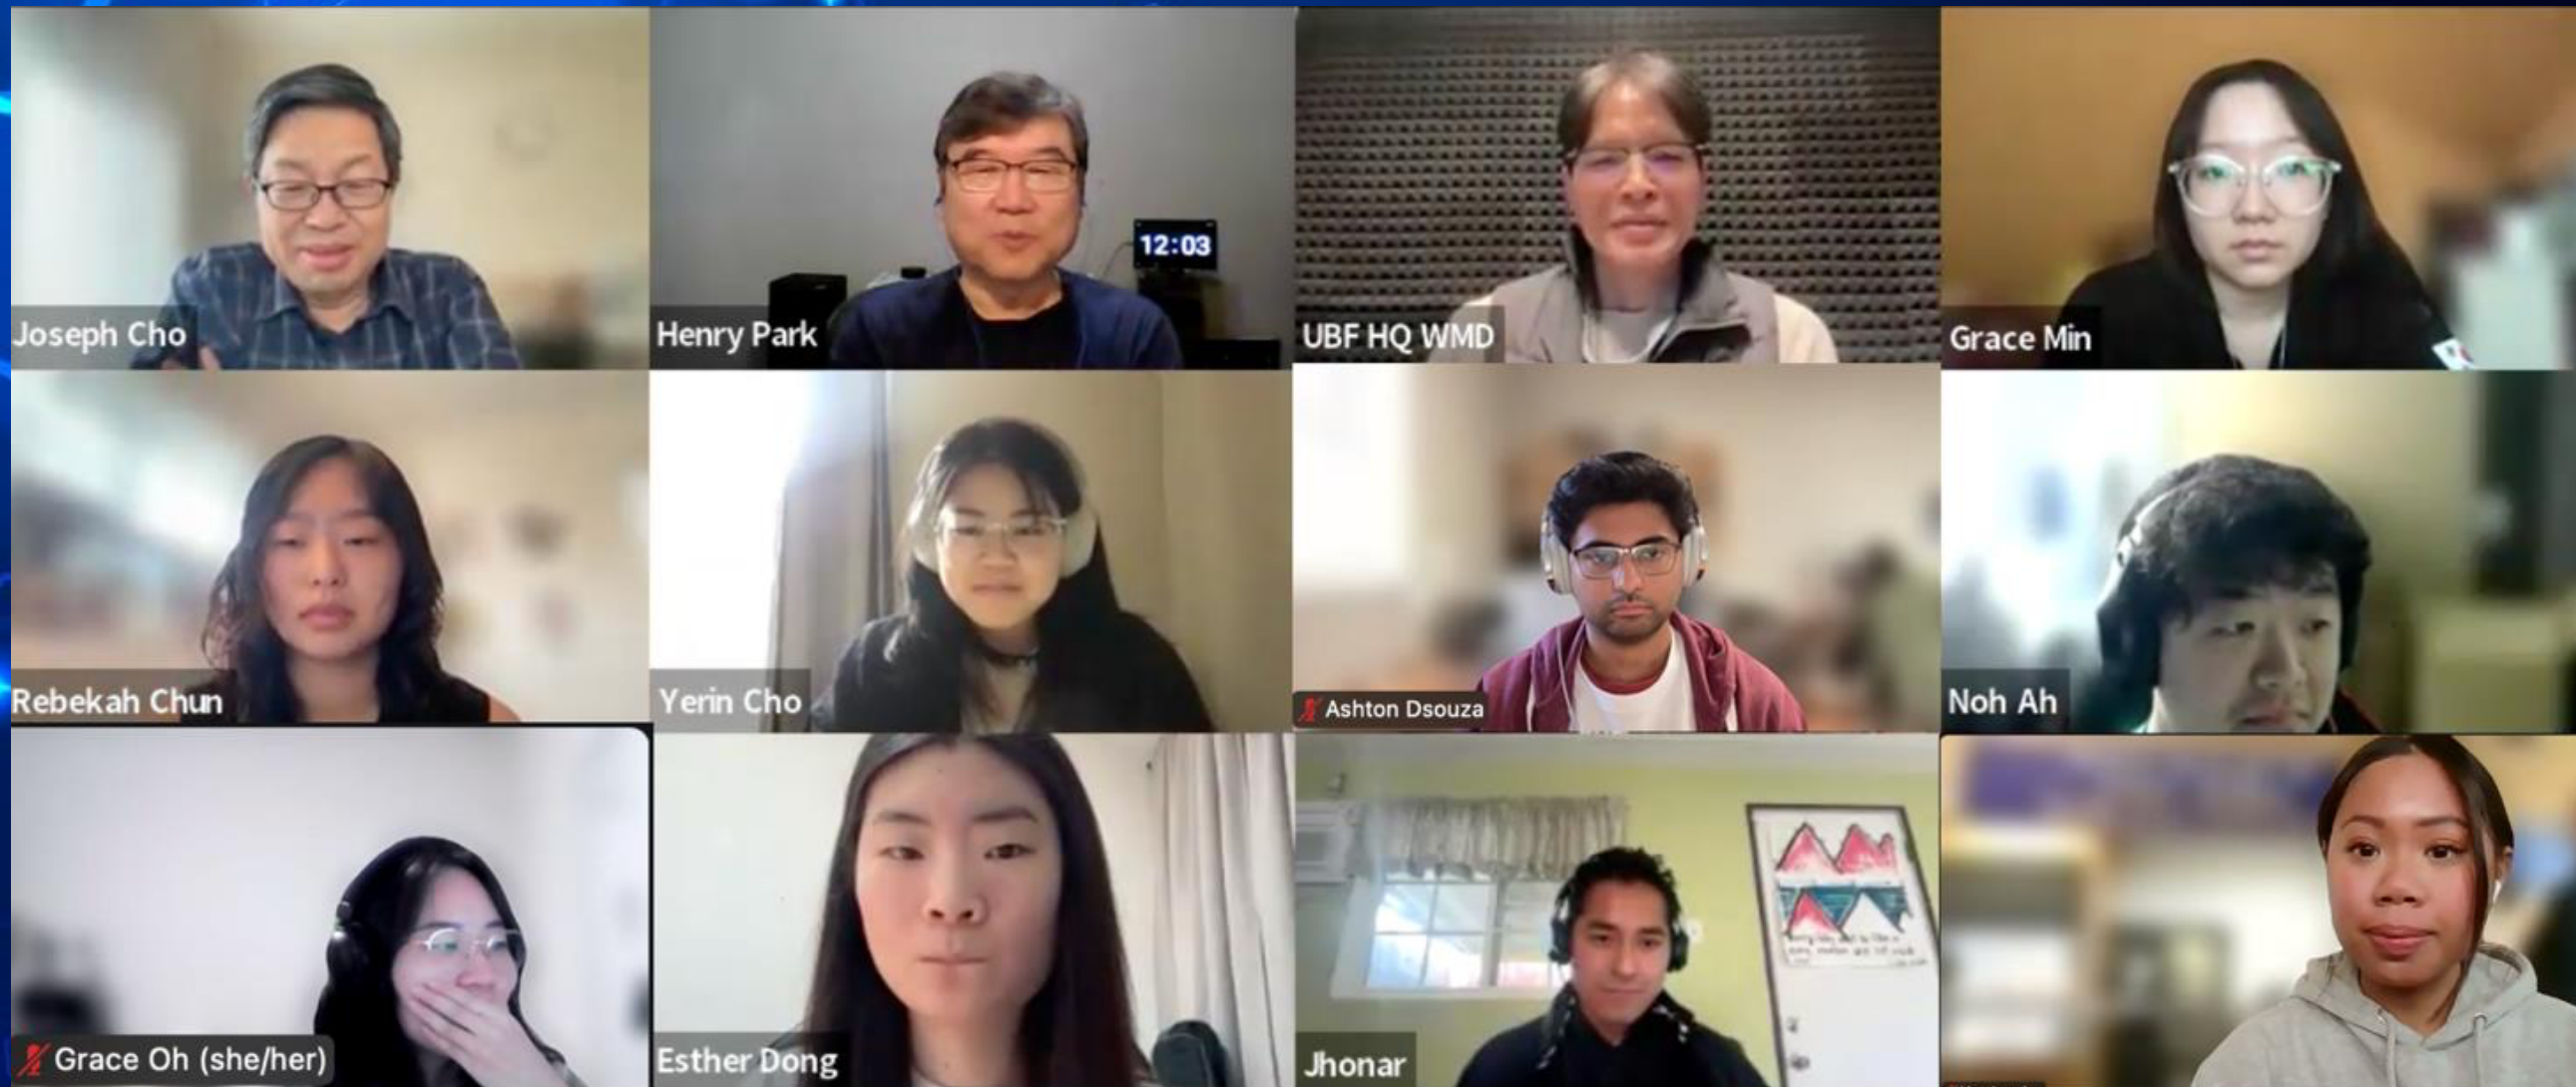 Joseph Cho
Henry Park
12:03
UBF HQ WMD
Grace Min
Rebekah Chun
Yerin Cho
Ashton Dsouza
Noh Ah
Grace Oh (she/her)
Esther Dong
Jhonar